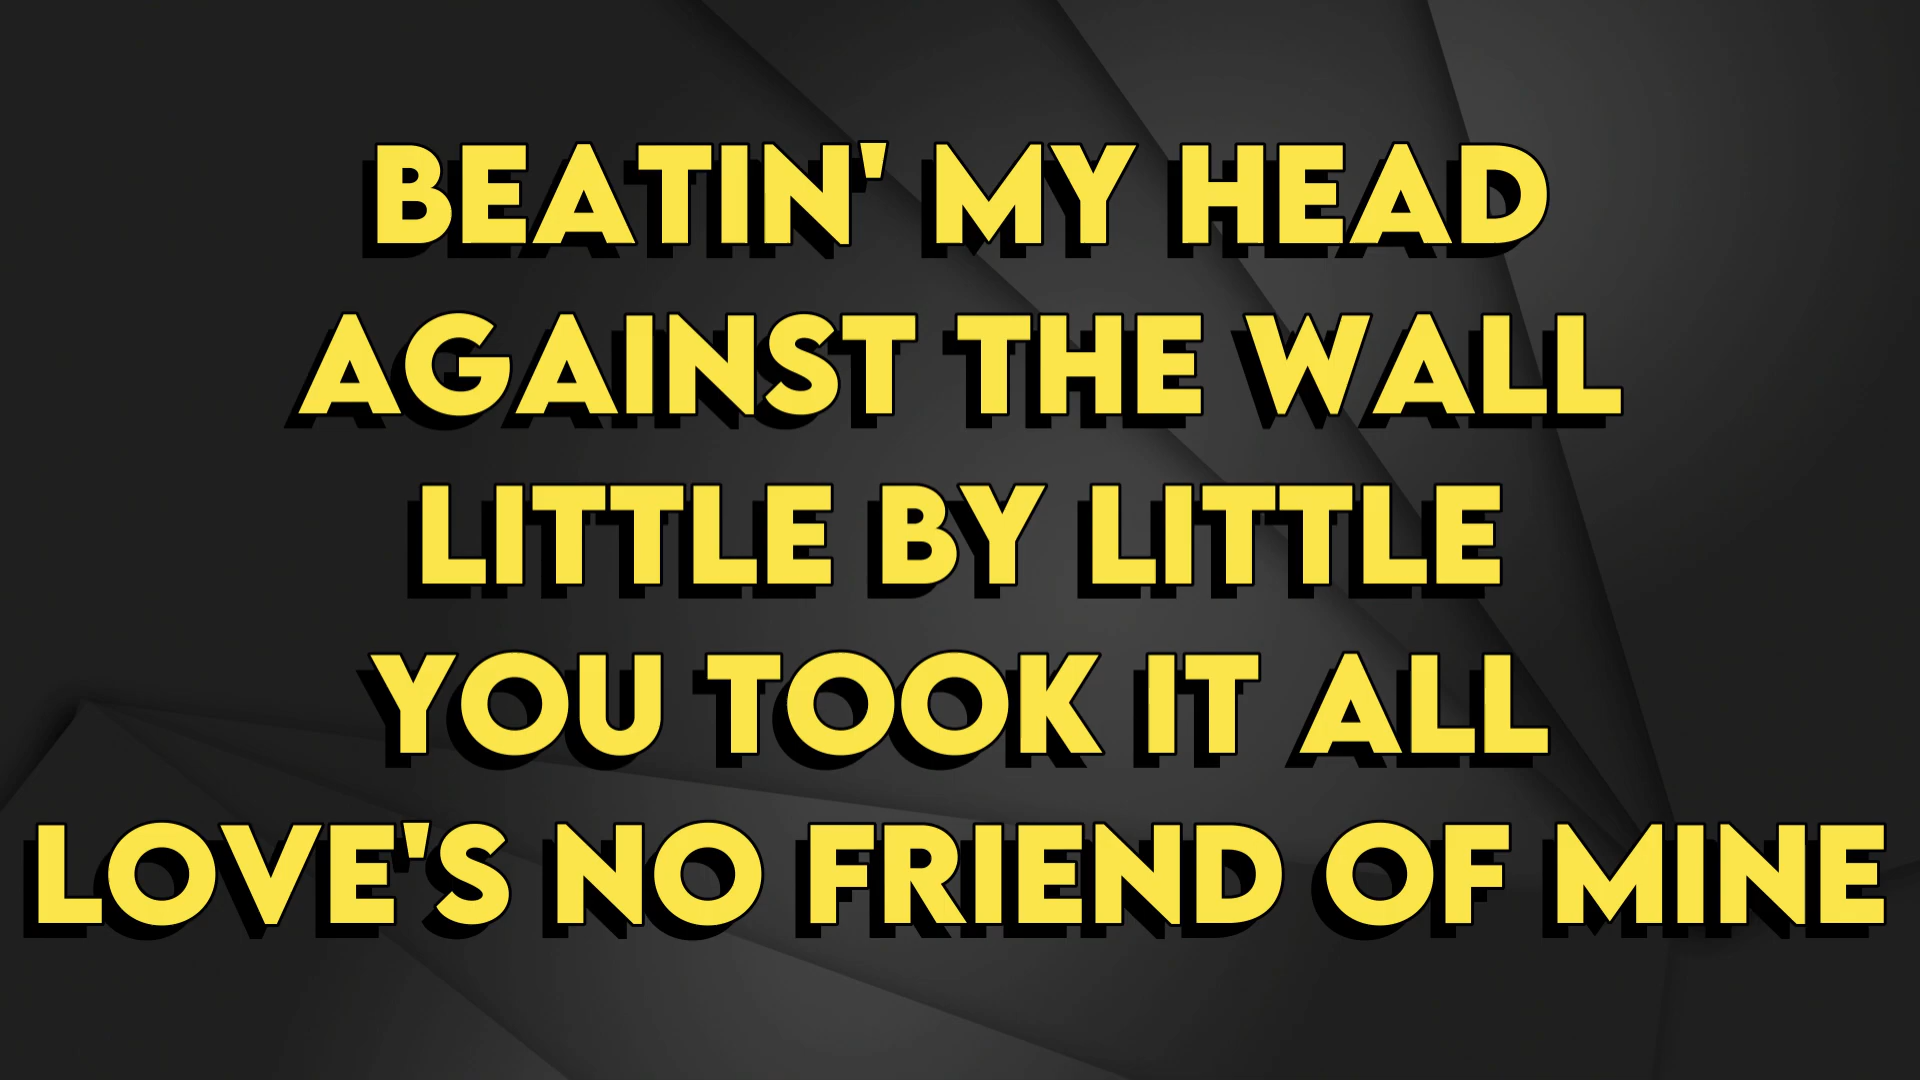 BEATIN' MY HEAD
AGAINST THE WALL
LITTLE BY LITTLE
YOU TOOK IT ALL
LOVE'S NO FRIEND OF MINE